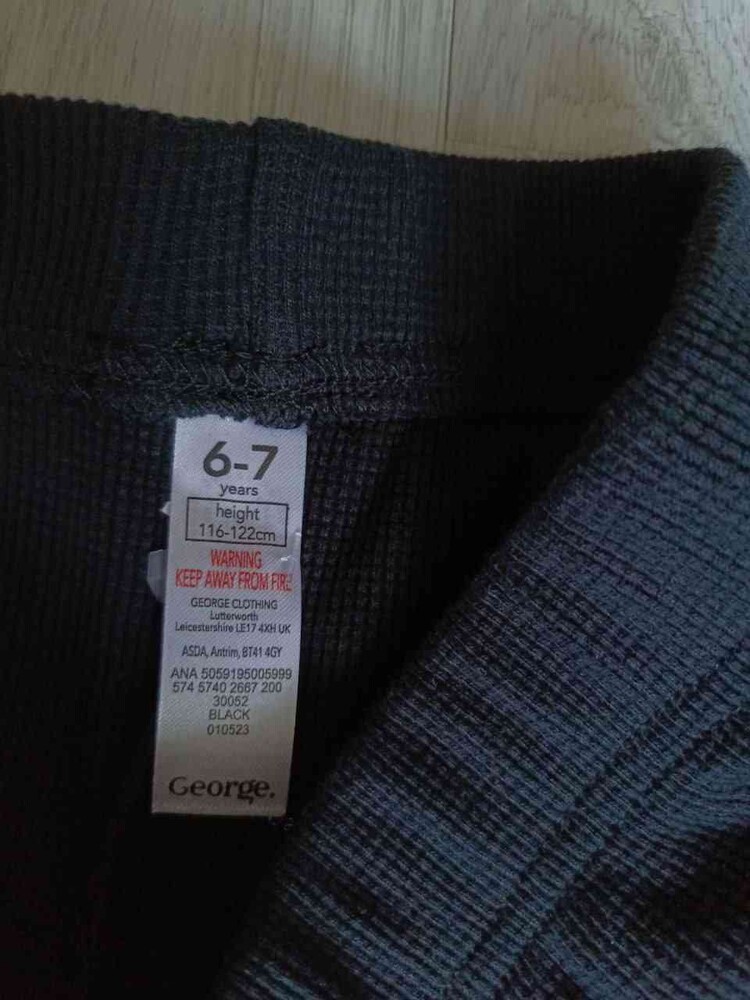 6-7
years
height
116-122cm
WARNING
KEEP AWAY FROM FIRE
GEORGE CLOTHING
Lutterworth
Leicestershire LE17 4XH UK
ASDA, Antrim, BT41 4GY
ANA 5059195005999
574 5740 2667 200
30052
BLACK
010523
George.